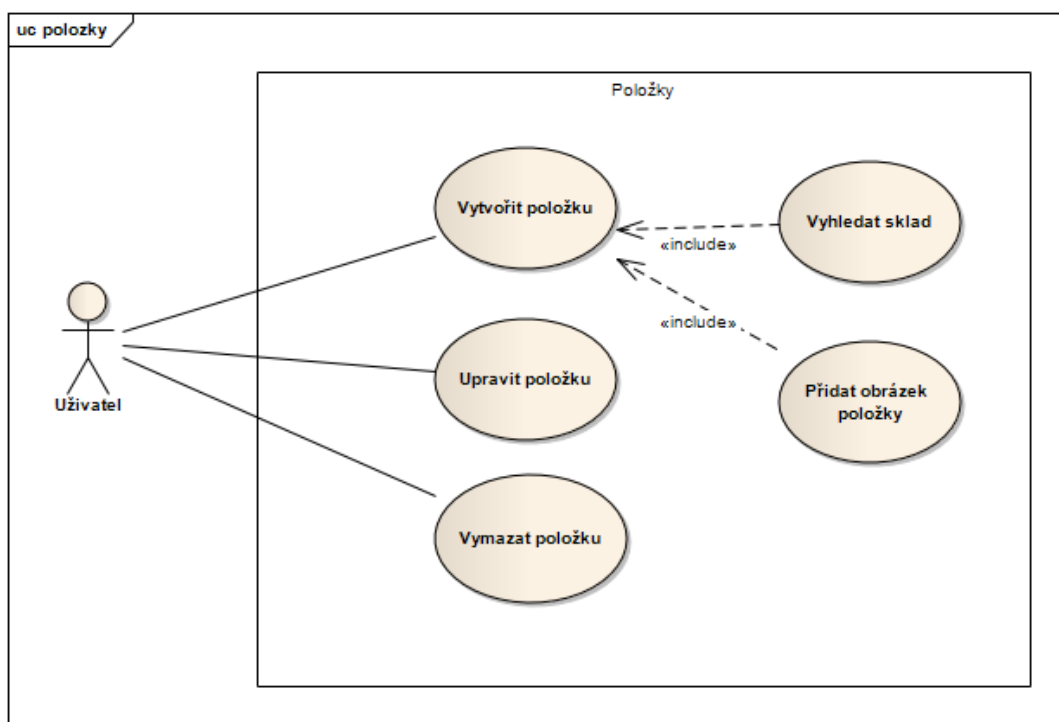 uc polozky
Položky
Vytvořit položku
Vyhledat sklad
«include»
«include»
Uživatel
Upravit položku
Přidat obrázek
položky
Vymazat položku